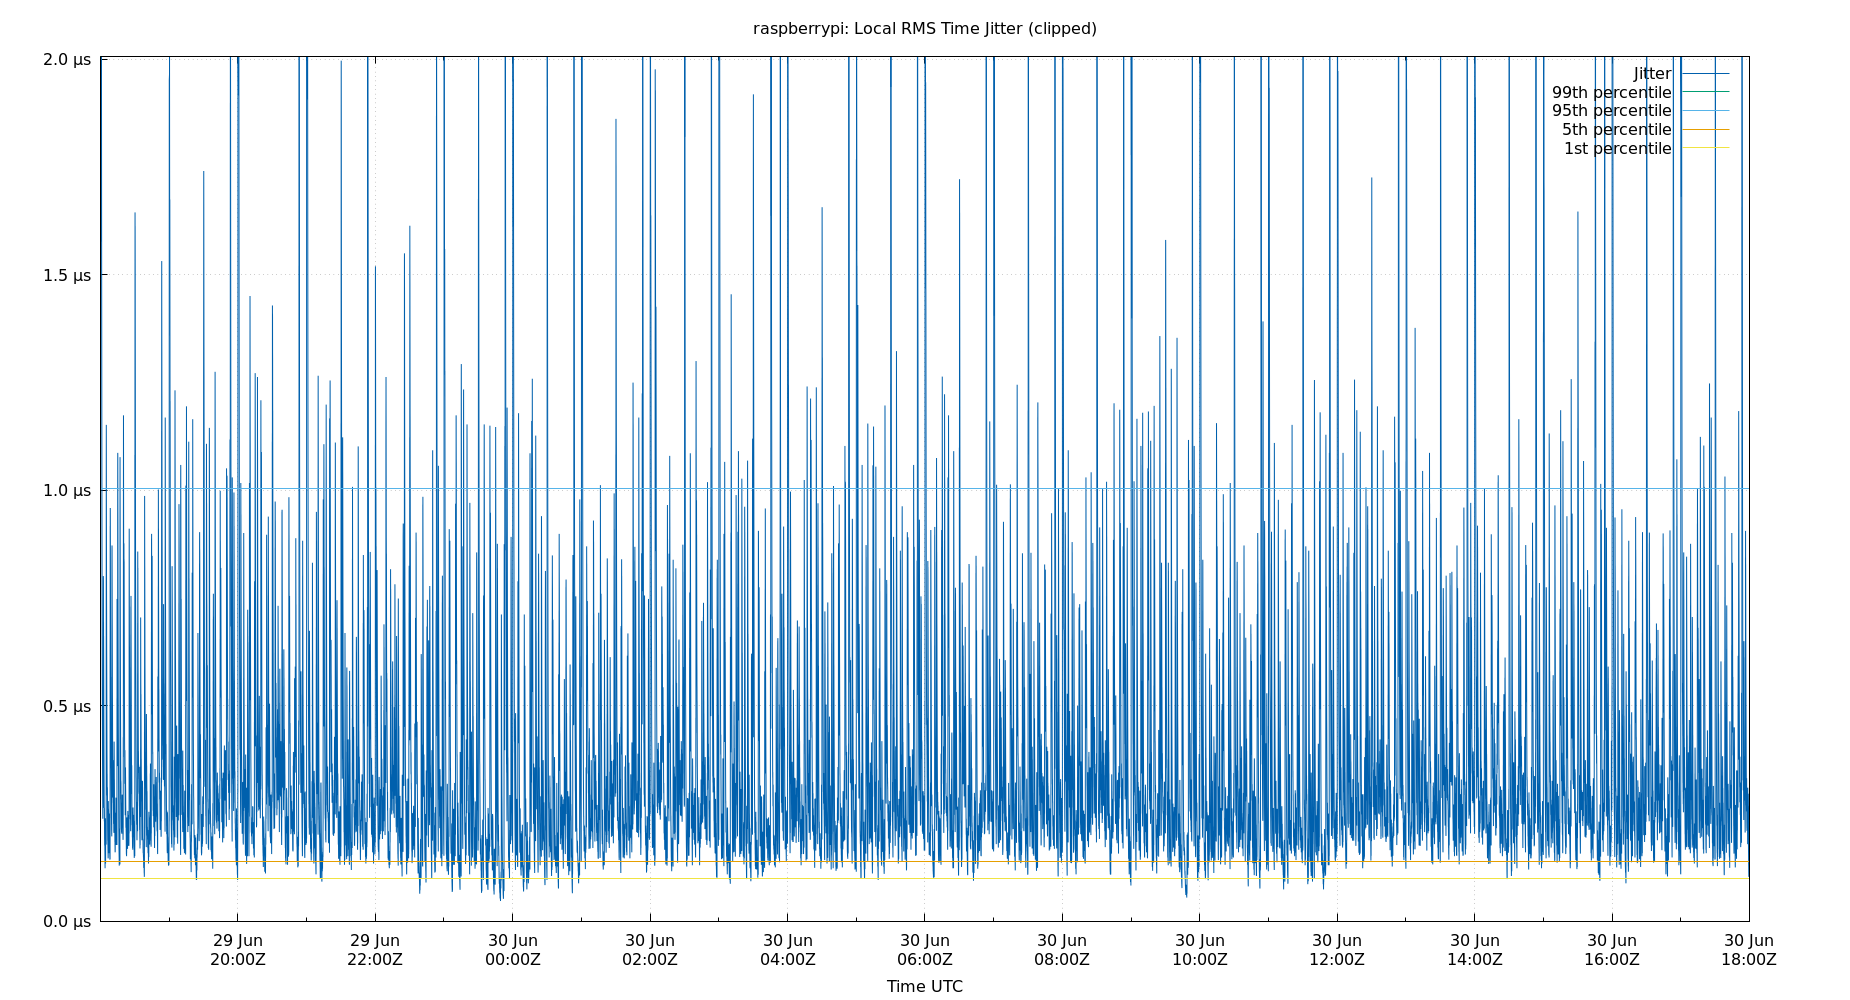 raspberrypi: Local RMS Time Jitter (clipped)
2.0 µs
1.5 µs
1.0 µs
0.5 µs
0.0 µs
Jitter
99th percentile
95th percentile
5th percentile
1st percentile
29 Jun 29 Jun 30 Jun 30 Jun 30 Jun 30 Jun 30 Jun 30 Jun 30 Jun 30 Jun 30 Jun 30 Jun
20:00Z 22:00Z 00:00Z 02:00Z 04:00Z 06:00Z 08:00Z 10:00Z 12:00Z 14:00Z 16:00Z 18:00Z
Time UTC